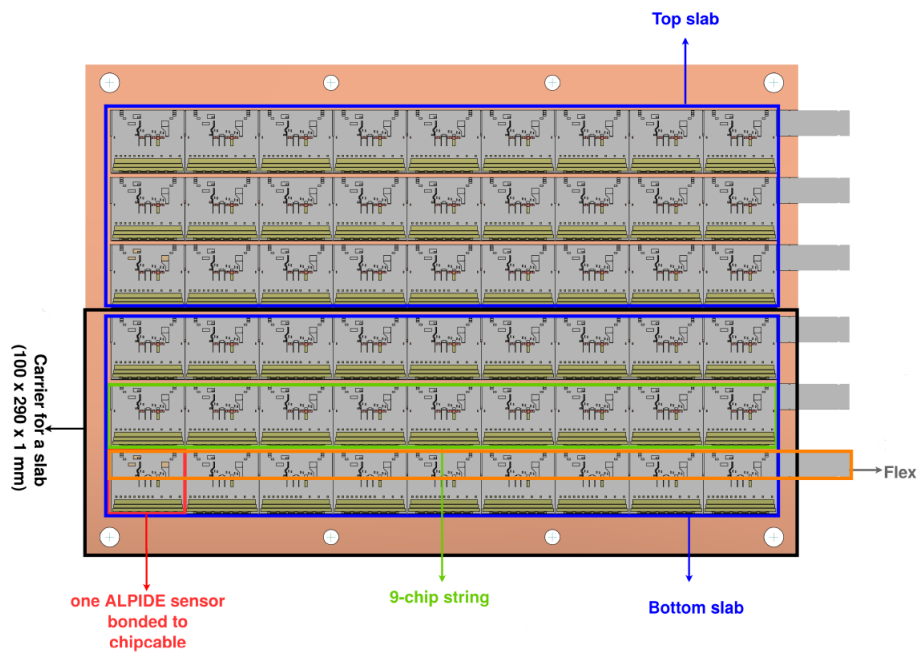 Top slab
Carrier for a slab
(100 x 290 x 1 mm)
Flex
one ALPIDE sensor
bonded to
chipcable
9-chip string
Bottom slab